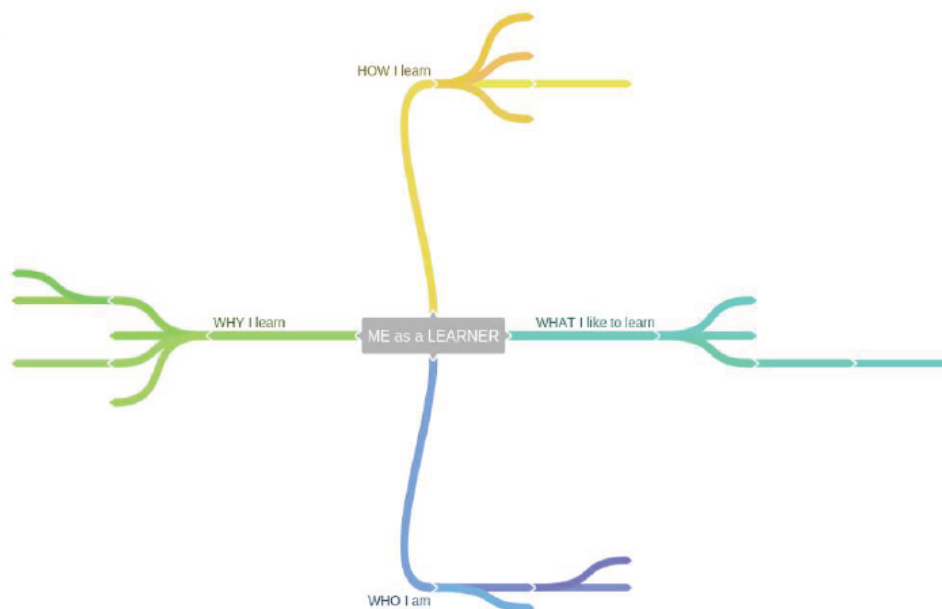 HOW I learn
WHY I learn
ME as a LEARNER
WHAT I like to learn
WHO I am